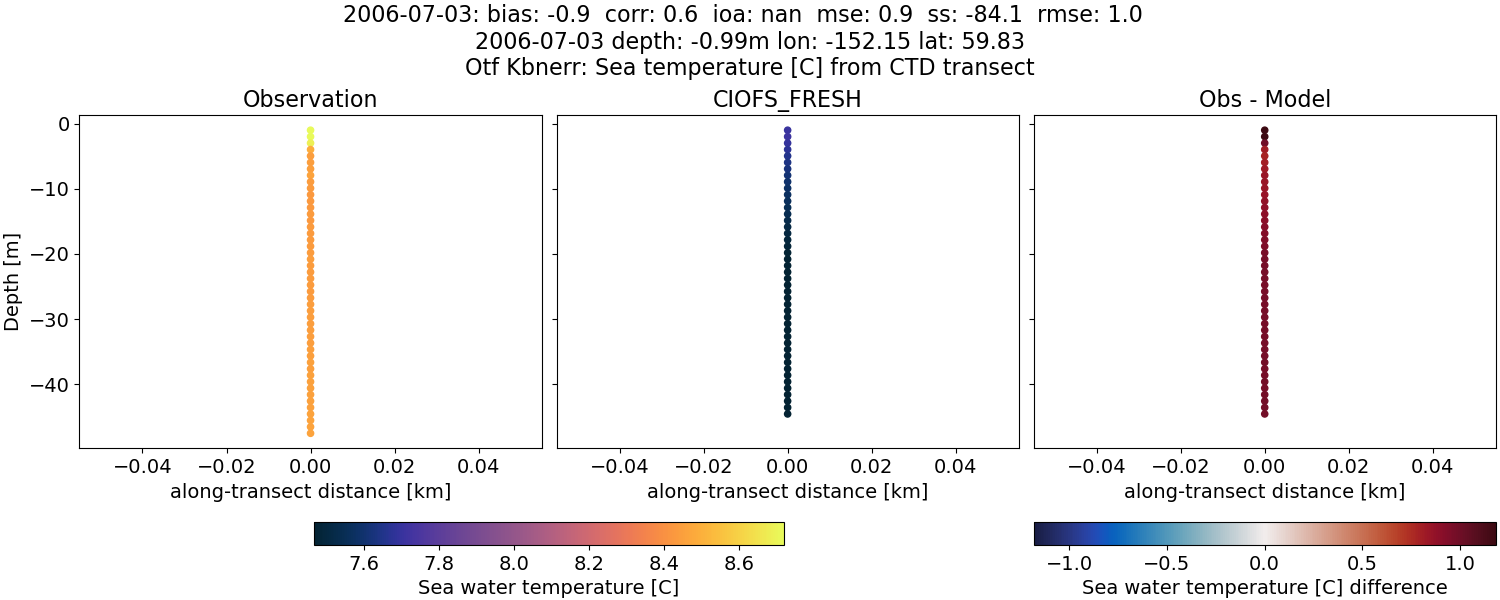 2006-07-03: bias: -0.9  corr: 0.6  ioa: nan  mse: 0.9  ss: -84.1  rmse: 1.0
2006-07-03 depth: -0.99m lon: -152.15 lat: 59.83
Otf Kbnerr: Sea temperature [C] from CTD transect
Observation
CIOFS_FRESH
Obs - Model
Depth [m]
0
−10
−20
−30
−40
−0.04 −0.02 0.00 0.02 0.04
−0.04 −0.02 0.00 0.02 0.04
−0.04 −0.02 0.00 0.02 0.04
along-transect distance [km]
along-transect distance [km]
along-transect distance [km]
7.6 7.8 8.0 8.2 8.4 8.6
Sea water temperature [C]
−1.0 −0.5 0.0 0.5 1.0
Sea water temperature [C] difference